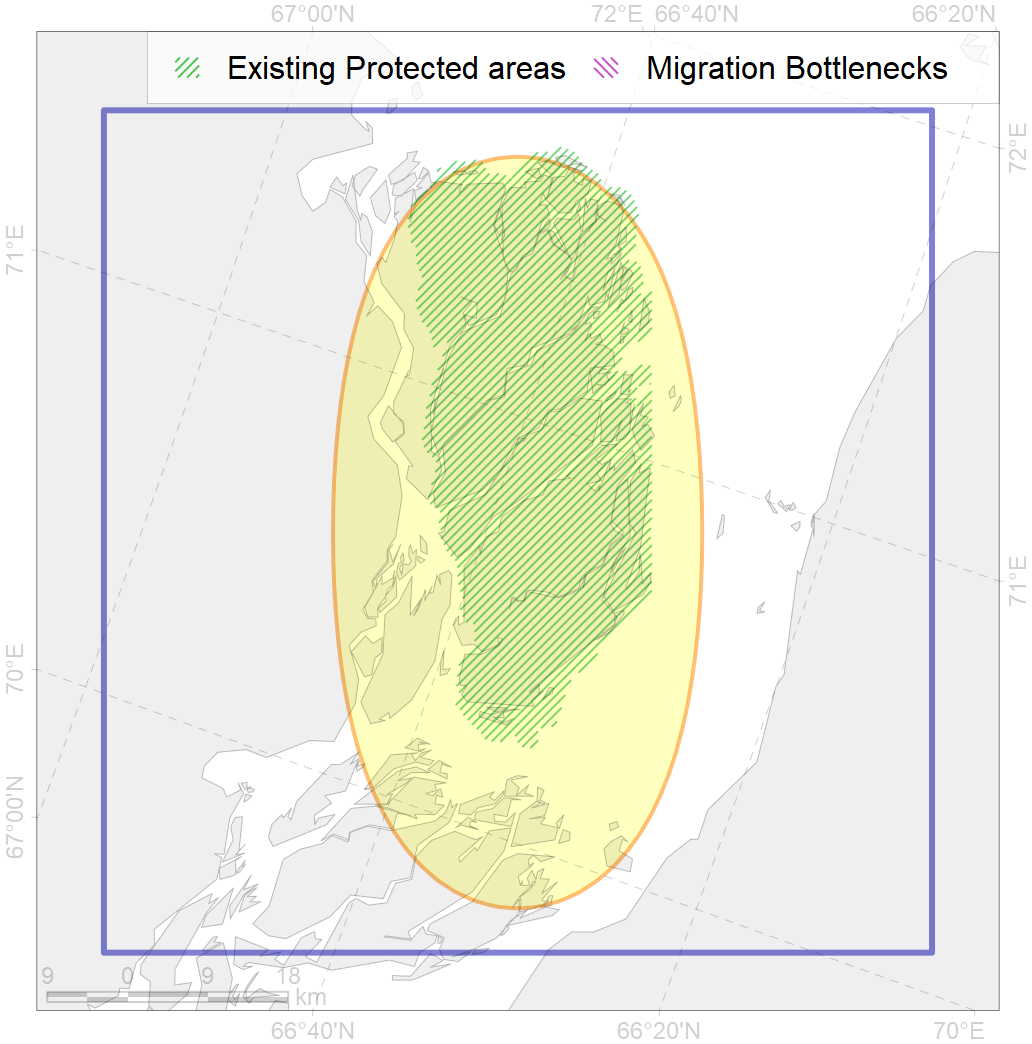 67°00'N 72°E 66°40'N 66°20'N
Existing Protected areas Migration Bottlenecks
72°E
71°E
71°E
70°E
67°00'N
9 0 9 18
km
66°40'N 66°20'N 70°E